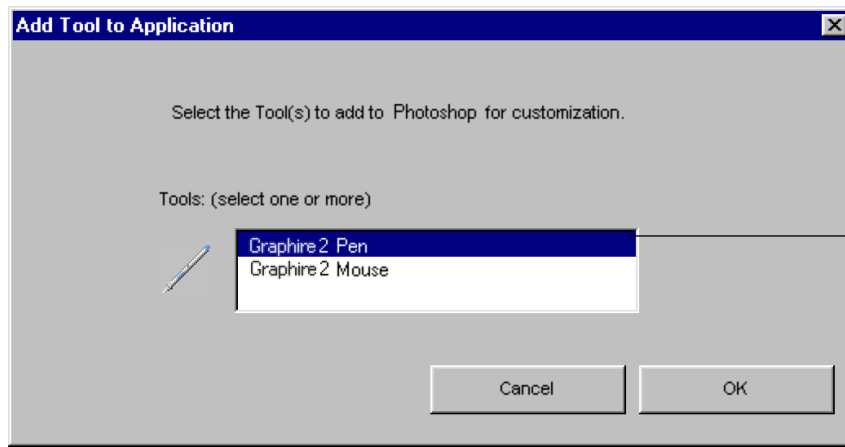 Add Tool to Application
Select the Tool(s) to add to Photoshop for customization.
Tools: (select one or more)
Graphire2 Pen
Graphire2 Mouse
Cancel OK